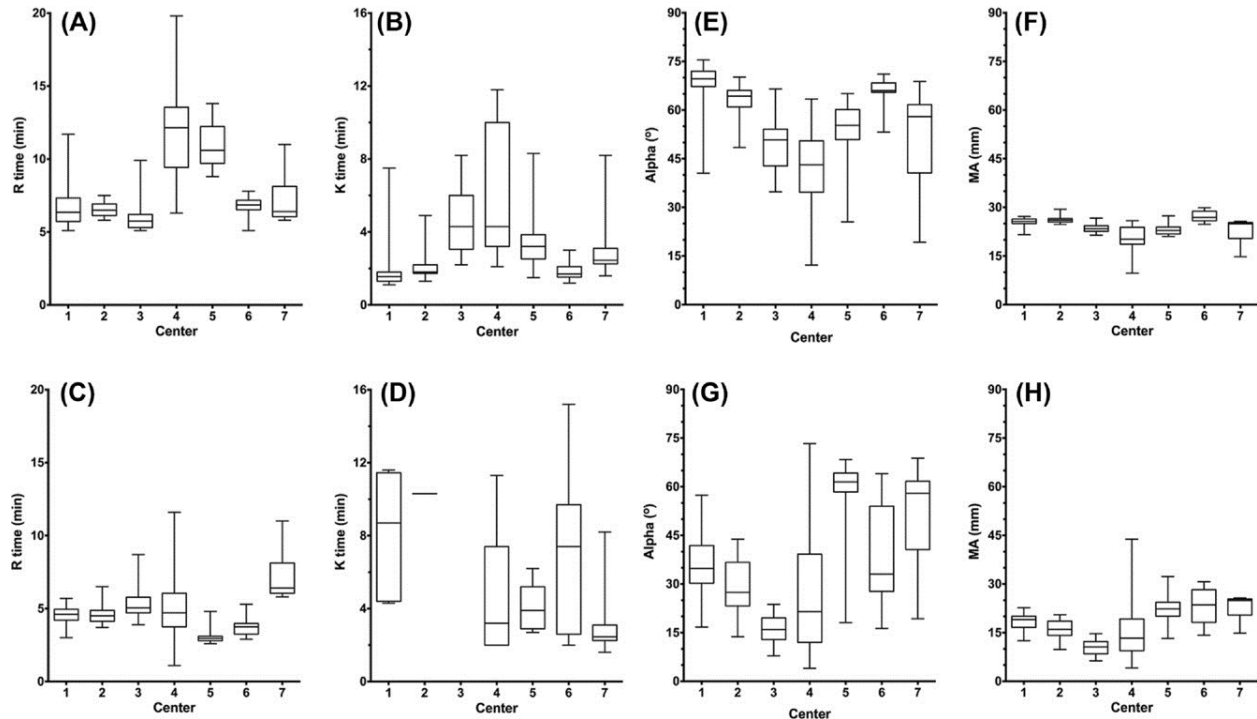 (A)
R time (min)
20
15
10
5
0
1 2 3 4 5 6 7
Center
(B)
K time (min)
16
12
8
4
0
1 2 3 4 5 6 7
Center
(E)
Alpha (º)
90
75
60
45
30
15
0
1 2 3 4 5 6 7
Center
(F)
MA (mm)
90
75
60
45
30
15
0
1 2 3 4 5 6 7
Center
(C)
R time (min)
20
15
10
5
0
1 2 3 4 5 6 7
Center
(D)
K time (min)
16
12
8
4
0
1 2 3 4 5 6 7
Center
(G)
Alpha (º)
90
75
60
45
30
15
0
1 2 3 4 5 6 7
Center
(H)
MA (mm)
90
75
60
45
30
15
0
1 2 3 4 5 6 7
Center